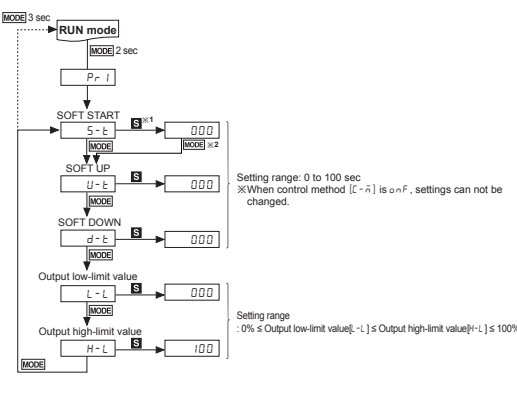 MODE 3 sec
RUN mode
MODE 2 sec
Pr1
SOFT START
S-t
S ※1
000
MODE
MODE ※2
SOFT UP
U-t
S
000
MODE
Setting range: 0 to 100 sec
※When control method [C-ñ] is onF, settings can not be
changed.
SOFT DOWN
d-t
S
000
MODE
Output low-limit value
L-L
S
000
MODE
Setting range
: 0% ≤ Output low-limit value[L-L] ≤ Output high-limit value[H-L] ≤ 100%
Output high-limit value
H-L
S
100
MODE